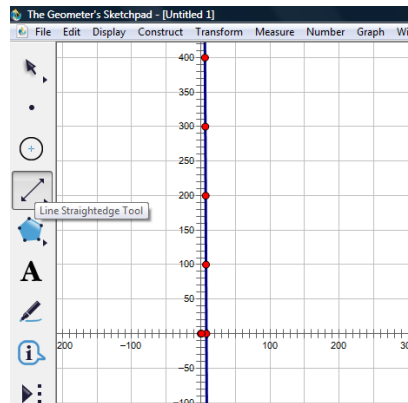 The Geometer's Sketchpad - [Untitled 1]
File Edit Display Construct Transform Measure Number Graph
400
350
300
250
200
Line Straightedge Tool
150
A
100
50
200 -100 100 200 300
i
-50
-100